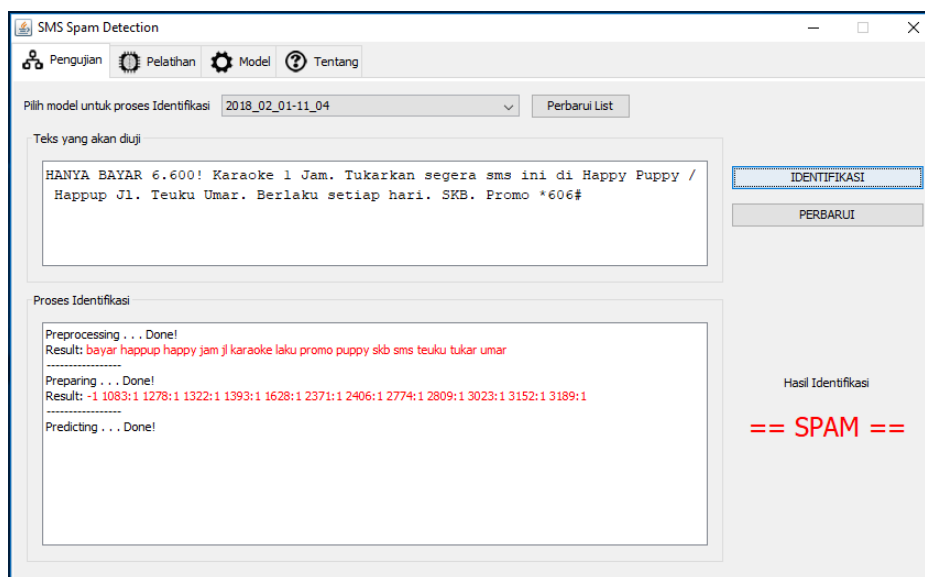 SMS Spam Detection
Pengujian Pelatihan Model Tentang
Pilih model untuk proses Identifikasi 2018_02_01-11_04 Perbarui List
Teks yang akan diuji
HANYA BAYAR 6.600! Karaoke 1 Jam. Tukarkan segera sms ini di Happy Puppy /
Happup Jl. Teuku Umar. Berlaku setiap hari. SKB. Promo *606#
IDENTIFIKASI
PERBARUI
Proses Identifikasi
Preprocessing . . . Done!
Result: bayar happup happy jam jl karaoke laku promo puppy skb sms teuku tukar umar
-----------------
Preparing . . . Done!
Result: -1 1083:1 1278:1 1322:1 1393:1 1628:1 2371:1 2406:1 2774:1 2809:1 3023:1 3152:1 3189:1
-----------------
Predicting . . . Done!
Hasil Identifikasi
== SPAM ==